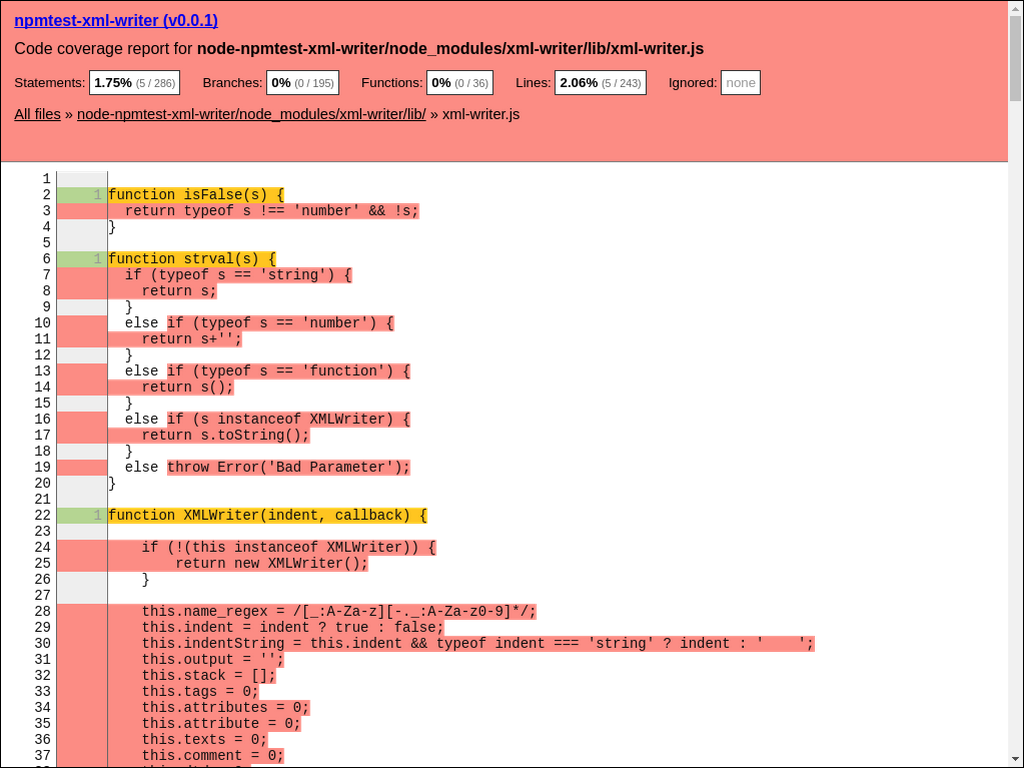 npmtest-xml-writer (v0.0.1)
Code coverage report for node-npmtest-xml-writer/node_modules/xml-writer/lib/xml-writer.js
Statements: 1.75% (5 / 286) Branches: 0% (0 / 195) Functions: 0% (0 / 36) Lines: 2.06% (5 / 243) Ignored: none
All files » node-npmtest-xml-writer/node_modules/xml-writer/lib/ » xml-writer.js
1
2 1 function isFalse(s) {
3 return typeof s !== 'number' && !s;
4 }
5
6 1 function strval(s) {
7 if (typeof s == 'string') {
8 return s;
9 }
10 else if (typeof s == 'number') {
11 return s+'';
12 }
13 else if (typeof s == 'function') {
14 return s();
15 }
16 else if (s instanceof XMLWriter) {
17 return s.toString();
18 }
19 else throw Error('Bad Parameter');
20 }
21
22 1 function XMLWriter(indent, callback) {
23
24 if (!(this instanceof XMLWriter)) {
25 return new XMLWriter();
26 }
27
28 this.name_regex = /[_:A-Za-z][-._:A-Za-z0-9]*/;
29 this.indent = indent ? true : false;
30 this.indentString = this.indent && typeof indent === 'string' ? indent : '    ';
31 this.output = '';
32 this.stack = [];
33 this.tags = 0;
34 this.attributes = 0;
35 this.attribute = 0;
36 this.texts = 0;
37 this.comment = 0;